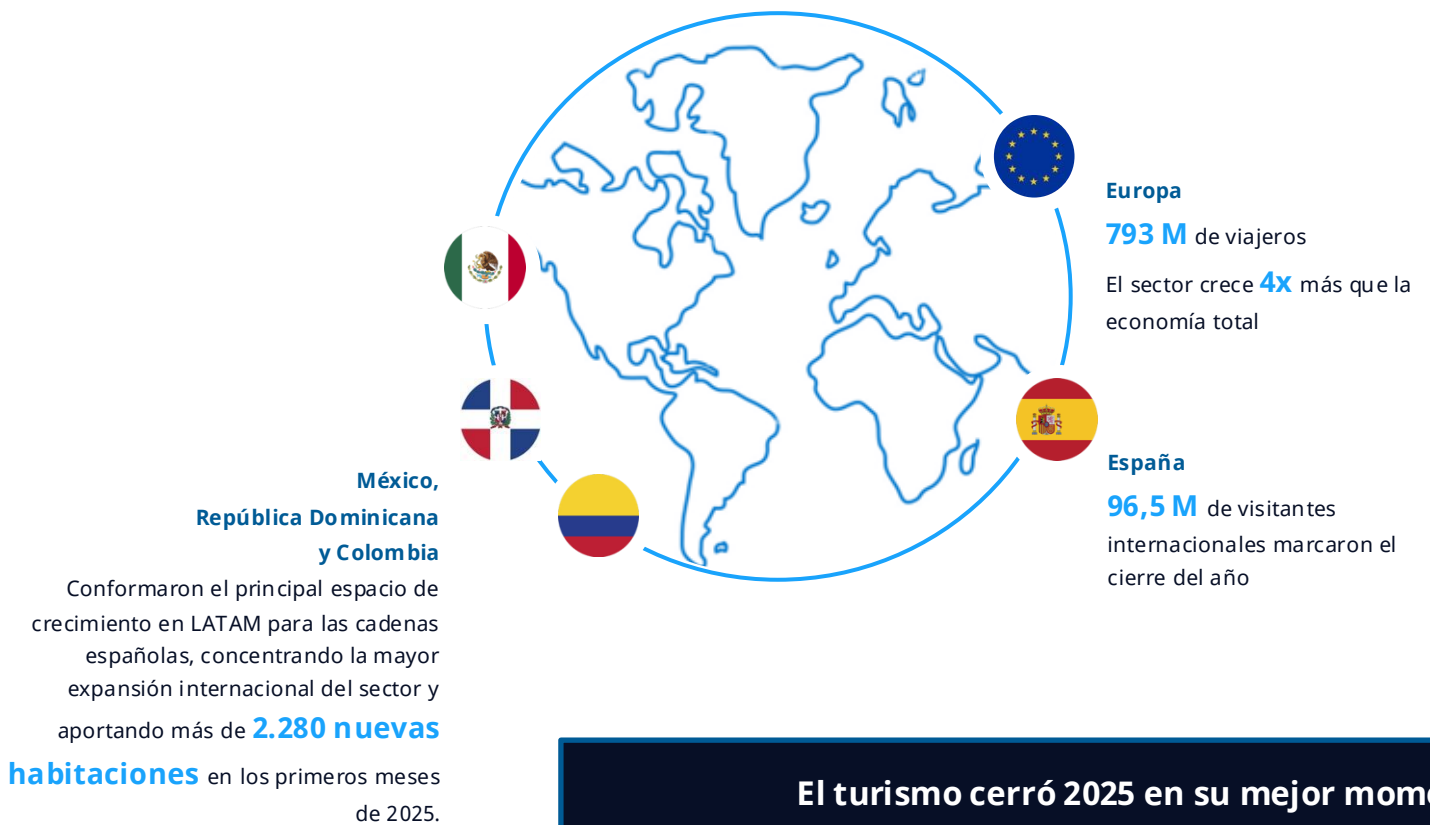 Europa
793 M de viajeros
El sector crece 4x más que la
economía total
España
96,5 M de visitantes
internacionales marcaron el
cierre del año
México,
República Dominicana
y Colombia
Conformaron el principal espacio de
crecimiento en LATAM para las cadenas
españolas, concentrando la mayor
expansión internacional del sector y
aportando más de 2.280 nuevas
habitaciones en los primeros meses
de 2025.
El turismo cerró 2025 en su mejor